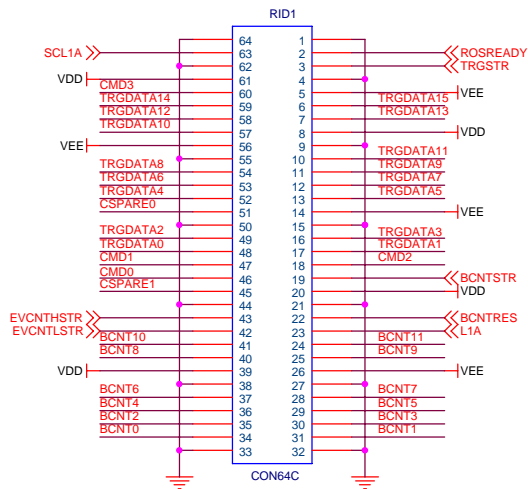 RID1
64 1
SCL1A 63 2 ROSREADY
62 3 TRGSTR
VDD 61 4
CMD3 60 5 VEE
TRGDATA14 59 6 TRGDATA15
TRGDATA12 58 7 TRGDATA13
TRGDATA10 57 8 VDD
VEE 56 9
55 10 TRGDATA11
TRGDATA8 54 11 TRGDATA9
TRGDATA6 53 12 TRGDATA7
TRGDATA4 52 13 TRGDATA5
CSPARE0 51 14 VEE
50 15
TRGDATA2 49 16 TRGDATA3
TRGDATA0 48 17 TRGDATA1
CMD1 47 18 CMD2
CMD0 46 19 BCNTSTR
CSPARE1 45 20 VDD
44 21
EVCNTHSTR 43 22 BCNTRES
EVCNTLSTR 42 23 L1A
BCNT10 41 24 BCNT11
BCNT8 40 25 BCNT9
VDD 39 26 VEE
38 27
BCNT6 37 28 BCNT7
BCNT4 36 29 BCNT5
BCNT2 35 30 BCNT3
BCNT0 34 31 BCNT1
33 32
CON64C